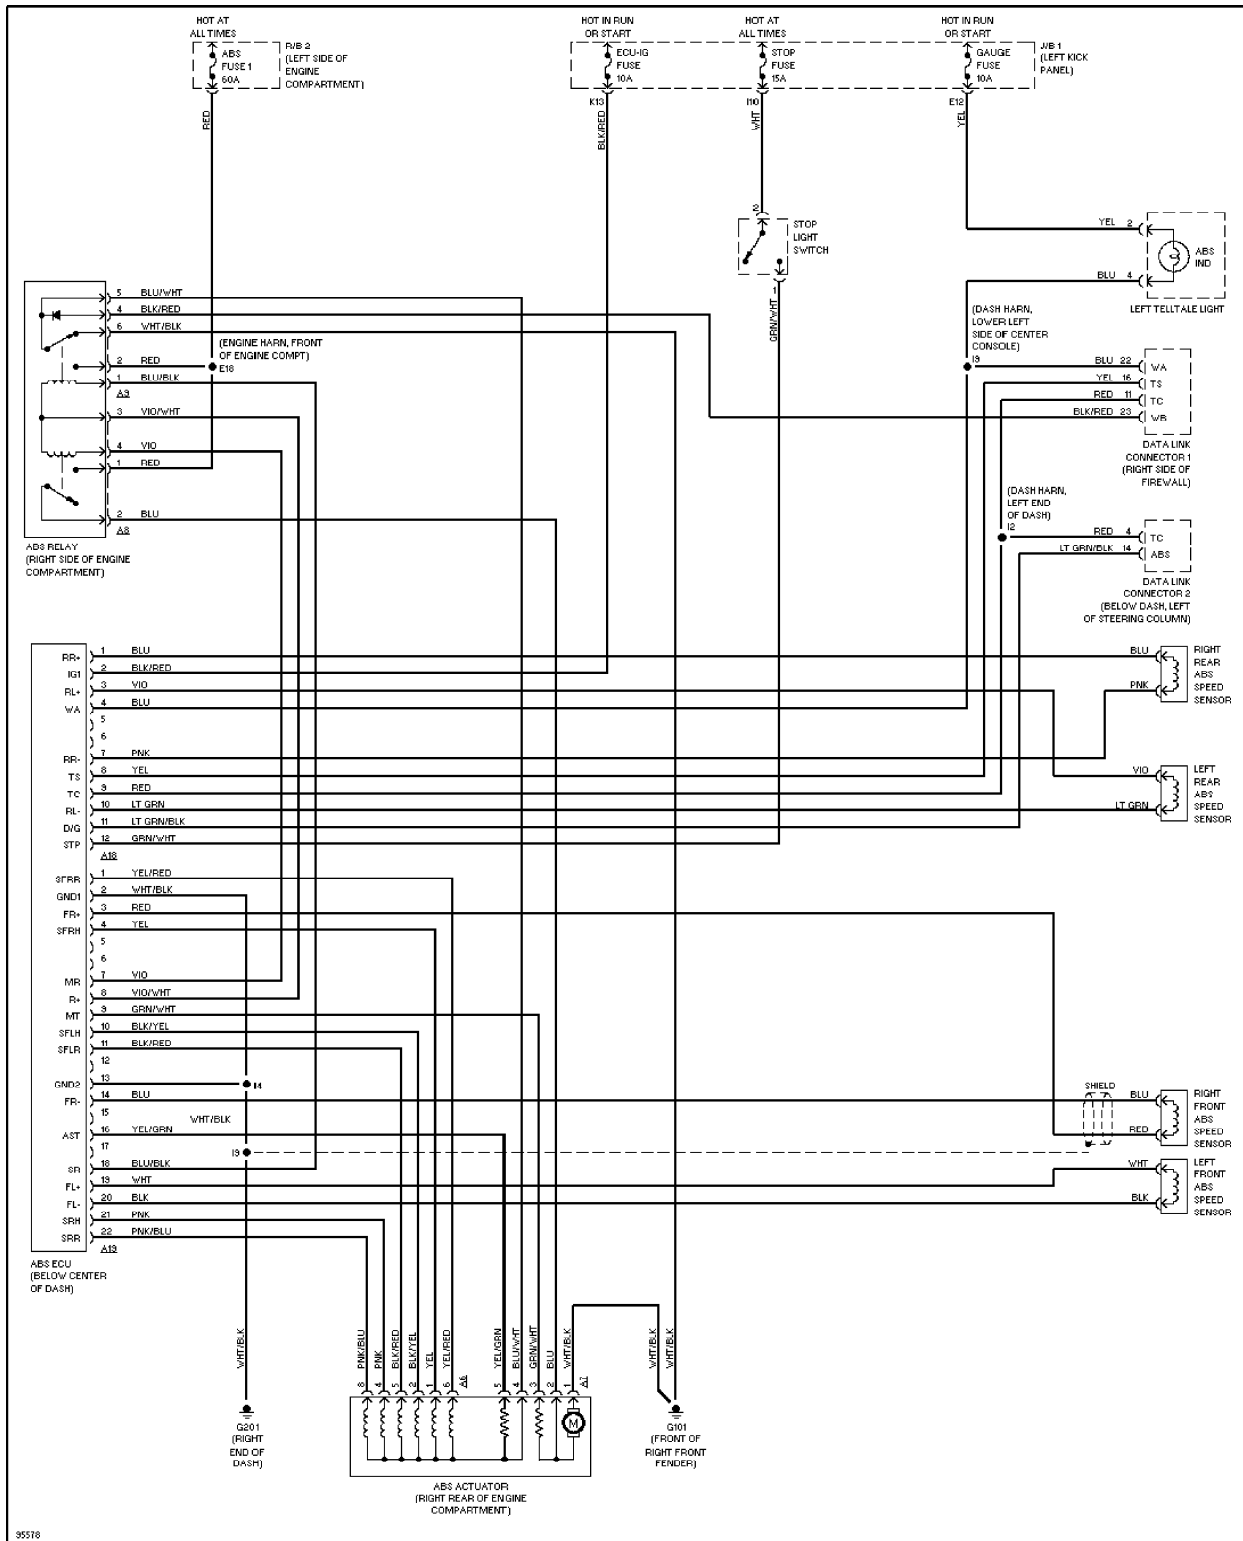 HOT AT
ALL TIMES
ABS
FUSE 1
60A
R/B 2
(LEFT SIDE OF
ENGINE
COMPARTMENT)
HOT IN RUN
OR START
ECU-IG
FUSE
10A
HOT AT
ALL TIMES
STOP
FUSE
15A
HOT IN RUN
OR START
GAUGE
FUSE
10A
J/B 1
(LEFT KICK
PANEL)
RED
K13
BLK/RED
I10
WHT
E12
YEL
2
STOP
LIGHT
SWITCH
1
GRN/WHT
YEL 2
ABS
IND
BLU 4
LEFT TELLTALE LIGHT
5 BLU/WHT
4 BLK/RED
6 WHT/BLK
2 RED
1 BLU/BLK
A9
3 VIO/WHT
4 VIO
1 RED
2 BLU
A8
ABS RELAY
(RIGHT SIDE OF ENGINE
COMPARTMENT)
(ENGINE HARN, FRONT
OF ENGINE COMPT)
E18
(DASH HARN,
LOWER LEFT
SIDE OF CENTER
CONSOLE)
I9
BLU 22 WA
YEL 16 TS
RED 11 TC
BLK/RED 23 WB
DATA LINK
CONNECTOR 1
(RIGHT SIDE OF
FIREWALL)
(DASH HARN,
LEFT END
OF DASH)
I2
RED 4 TC
LT GRN/BLK 14 ABS
DATA LINK
CONNECTOR 2
(BELOW DASH, LEFT
OF STEERING COLUMN)
RR+ 1 BLU
IG1 2 BLK/RED
RL+ 3 VIO
WA 4 BLU
5
6
RR- 7 PNK
TS 8 YEL
TC 9 RED
RL- 10 LT GRN
D/G 11 LT GRN/BLK
STP 12 GRN/WHT
A18
BLU
PNK
RIGHT
REAR
ABS
SPEED
SENSOR
VIO
LT GRN
LEFT
REAR
ABS
SPEED
SENSOR
SFRR 1 YEL/RED
GND1 2 WHT/BLK
FR+ 3 RED
SFRH 4 YEL
5
6
MR 7 VIO
R+ 8 VIO/WHT
MT 9 GRN/WHT
SFLH 10 BLK/YEL
SFLR 11 BLK/RED
12
GND2 13
I4
FR- 14 BLU
15
WHT/BLK
AST 16 YEL/GRN
17
I9
SR 18 BLU/BLK
FL+ 19 WHT
FL- 20 BLK
SRH 21 PNK
SRR 22 PNK/BLU
A19
ABS ECU
(BELOW CENTER
OF DASH)
SHIELD
BLU
RED
RIGHT
FRONT
ABS
SPEED
SENSOR
WHT
BLK
LEFT
FRONT
ABS
SPEED
SENSOR
WHT/BLK
G201
(RIGHT
END OF
DASH)
PNK/BLU
PNK
BLK/RED
BLK/YEL
YEL
YEL/RED
YEL/GRN
BLU/WHT
GRN/WHT
BLU
WHT/BLK
WHT/BLK
WHT/BLK
8 4 5 2 1 6 A6 5 4 3 2 1 A7
M
ABS ACTUATOR
(RIGHT REAR OF ENGINE
COMPARTMENT)
G101
(FRONT OF
RIGHT FRONT
FENDER)
95578